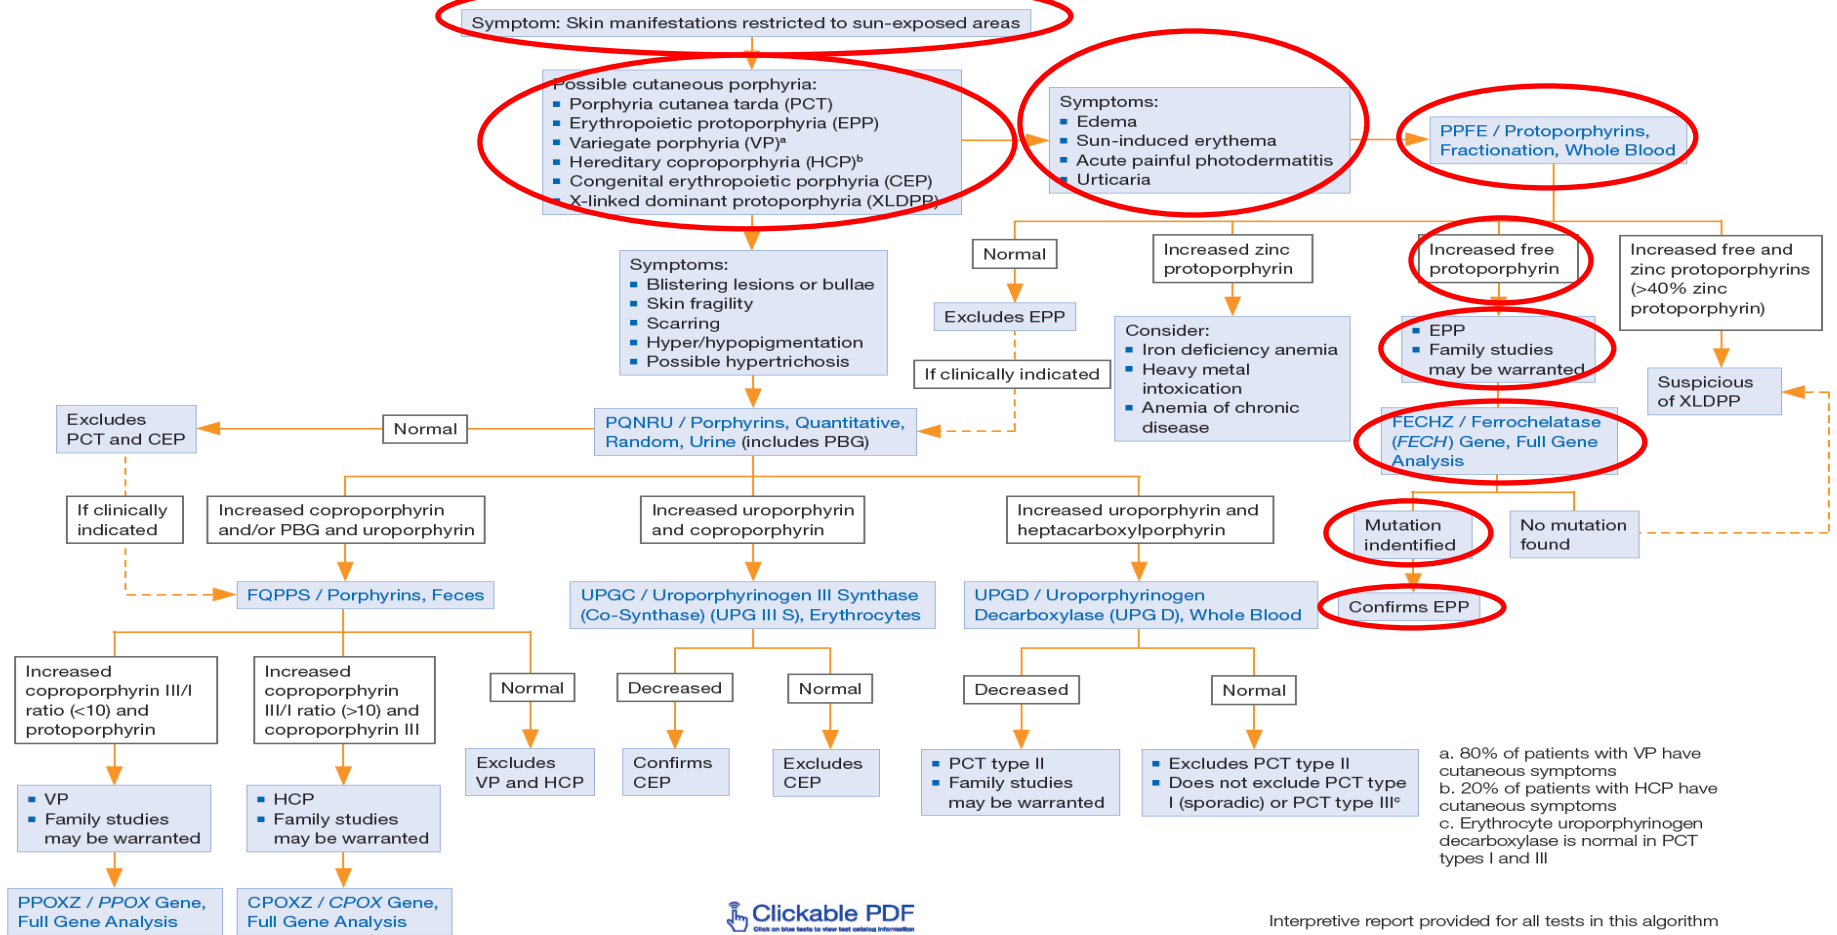 Symptom: Skin manifestations restricted to sun-exposed areas
Possible cutaneous porphyria:
Porphyria cutanea tarda (PCT)
Erythropoietic protoporphyria (EPP)
Variegate porphyria (VP)a
Hereditary coproporphyria (HCP)b
Congenital erythropoietic porphyria (CEP)
X-linked dominant protoporphyria (XLDPP)
Symptoms:
Edema
Sun-induced erythema
Acute painful photodermatitis
Urticaria
PPFE / Protoporphyrins,
Fractionation, Whole Blood
Symptoms:
Blistering lesions or bullae
Skin fragility
Scarring
Hyper/hypopigmentation
Possible hypertrichosis
Normal
Excludes EPP
If clinically indicated
Increased zinc
protoporphyrin
Consider:
Iron deficiency anemia
Heavy metal
intoxication
Anemia of chronic
disease
Increased free
protoporphyrin
EPP
Family studies
may be warranted
Increased free and
zinc protoporphyrins
(>40% zinc
protoporphyrin)
Suspicious
of XLDPP
FECHZ / Ferrochelatase
(FECH) Gene, Full Gene
Analysis
Mutation
indentified
No mutation
found
Confirms EPP
Excludes
PCT and CEP
Normal
PQNRU / Porphyrins, Quantitative,
Random, Urine (includes PBG)
If clinically
indicated
Increased coproporphyrin
and/or PBG and uroporphyrin
Increased uroporphyrin
and coproporphyrin
Increased uroporphyrin and
heptacarboxylporphyrin
FQPPS / Porphyrins, Feces
UPGC / Uroporphyrinogen III Synthase
(Co-Synthase) (UPG III S), Erythrocytes
UPGD / Uroporphyrinogen
Decarboxylase (UPG D), Whole Blood
Increased
coproporphyrin III/I
ratio (<10) and
protoporphyrin
Increased
coproporphyrin
III/I ratio (>10) and
coproporphyrin III
Normal
Decreased
Normal
Decreased
Normal
VP
Family studies
may be warranted
HCP
Family studies
may be warranted
Excludes
VP and HCP
Confirms
CEP
Excludes
CEP
PCT type II
Family studies
may be warranted
Excludes PCT type II
Does not exclude PCT type
I (sporadic) or PCT type IIIc
a. 80% of patients with VP have
cutaneous symptoms
b. 20% of patients with HCP have
cutaneous symptoms
c. Erythrocyte uroporphyrinogen
decarboxylase is normal in PCT
types I and III
PPOXZ / PPOX Gene,
Full Gene Analysis
CPOXZ / CPOX Gene,
Full Gene Analysis
Clickable PDF
Click on blue tests to view test catalog information
Interpretive report provided for all tests in this algorithm